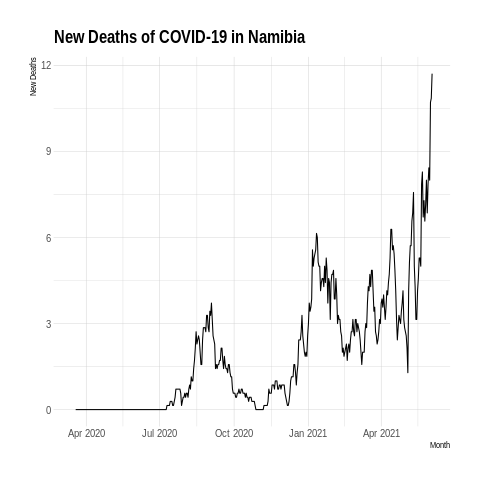 New Deaths of COVID-19 in Namibia
New Deaths
12
9
6
3
0
Apr 2020 Jul 2020 Oct 2020 Jan 2021 Apr 2021
Month